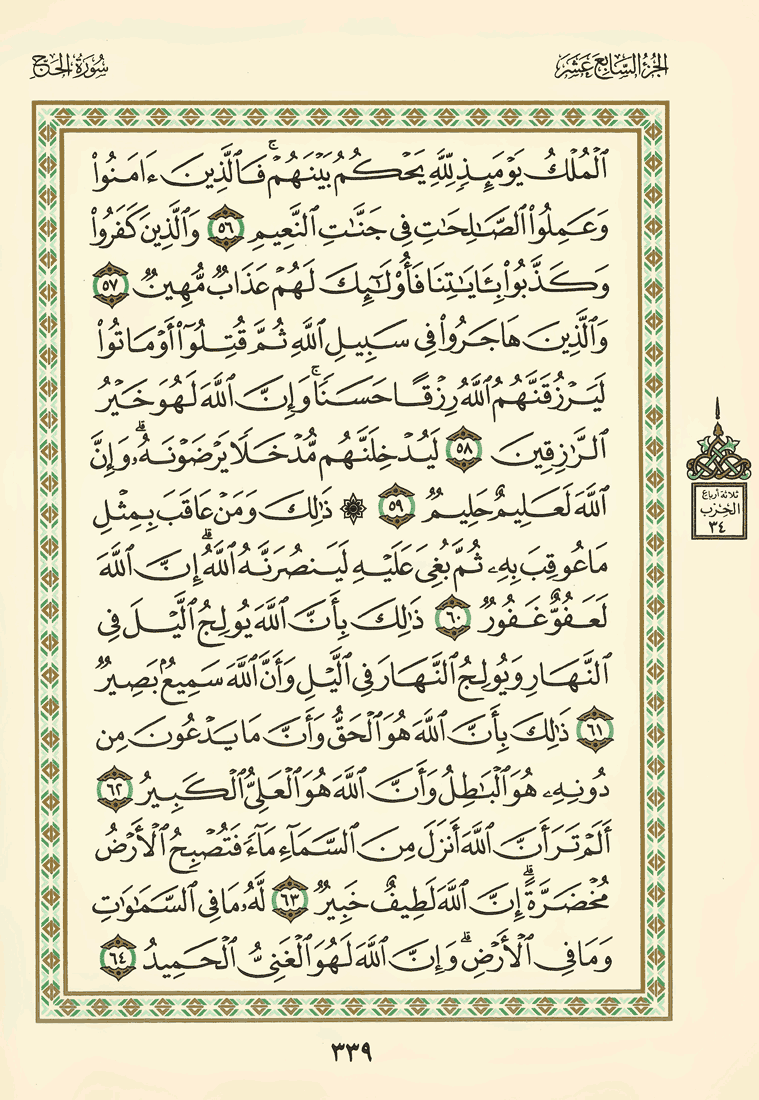 الجزء السابع عشر
سورة الحج
ٱلْمُلْكُ يَوْمَئِذٍ لِّلَّهِ يَحْكُمُ بَيْنَهُمْ ۚ فَٱلَّذِينَ ءَامَنُوا۟
وَعَمِلُوا۟ ٱلصَّـٰلِحَـٰتِ فِى جَنَّـٰتِ ٱلنَّعِيمِ ٥٦ وَٱلَّذِينَ كَفَرُوا۟
وَكَذَّبُوا۟ بِـَٔايَـٰتِنَا فَأُو۟لَـٰٓئِكَ لَهُمْ عَذَابٌ مُّهِينٌ ٥٧
وَٱلَّذِينَ هَاجَرُوا۟ فِى سَبِيلِ ٱللَّهِ ثُمَّ قُتِلُوٓا۟ أَوْ مَاتُوا۟
لَيَرْزُقَنَّهُمُ ٱللَّهُ رِزْقًا حَسَنًا ۚ وَإِنَّ ٱللَّهَ لَهُوَ خَيْرُ
ٱلرَّٰزِقِينَ ٥٨ لَيُدْخِلَنَّهُم مُّدْخَلًا يَرْضَوْنَهُۥ ۗ وَإِنَّ
ٱللَّهَ لَعَلِيمٌ حَلِيمٌ ٥٩ ۞ ذَٰلِكَ وَمَنْ عَاقَبَ بِمِثْلِ
مَا عُوقِبَ بِهِۦ ثُمَّ بُغِىَ عَلَيْهِ لَيَنصُرَنَّهُ ٱللَّهُ ۗ إِنَّ ٱللَّهَ
لَعَفُوٌّ غَفُورٌ ٦٠ ذَٰلِكَ بِأَنَّ ٱللَّهَ يُولِجُ ٱلَّيْلَ فِى
ٱلنَّهَارِ وَيُولِجُ ٱلنَّهَارَ فِى ٱلَّيْلِ وَأَنَّ ٱللَّهَ سَمِيعٌۢ بَصِيرٌ
٦١ ذَٰلِكَ بِأَنَّ ٱللَّهَ هُوَ ٱلْحَقُّ وَأَنَّ مَا يَدْعُونَ مِن
دُونِهِۦ هُوَ ٱلْبَـٰطِلُ وَأَنَّ ٱللَّهَ هُوَ ٱلْعَلِىُّ ٱلْكَبِيرُ ٦٢
أَلَمْ تَرَ أَنَّ ٱللَّهَ أَنزَلَ مِنَ ٱلسَّمَآءِ مَآءً فَتُصْبِحُ ٱلْأَرْضُ
مُخْضَرَّةً ۗ إِنَّ ٱللَّهَ لَطِيفٌ خَبِيرٌ ٦٣ لَّهُۥ مَا فِى ٱلسَّمَـٰوَٰتِ
وَمَا فِى ٱلْأَرْضِ ۗ وَإِنَّ ٱللَّهَ لَهُوَ ٱلْغَنِىُّ ٱلْحَمِيدُ ٦٤
ثلاثة أرباع
الحزب
٣٤
٣٣٩